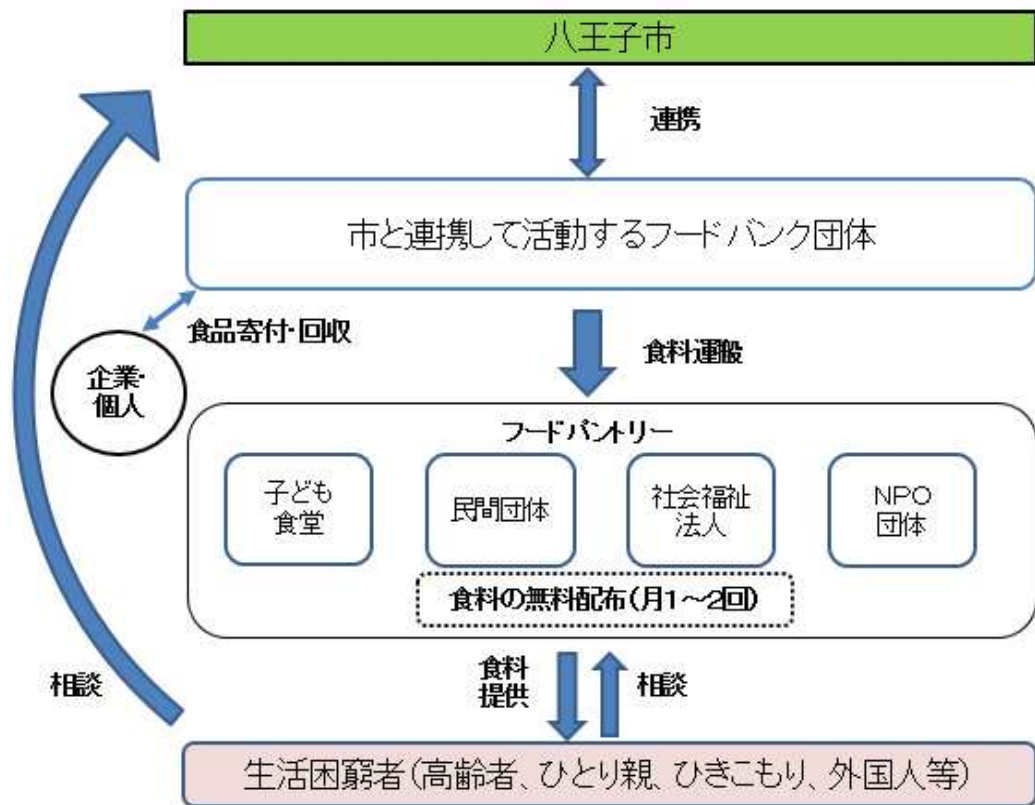 八王子市
連携
市と連携して活動するフードバンク団体
食品寄付・回収
企業・
個人
食料運搬
フードパントリー
子ども
食堂
民間団体
社会福祉
法人
NPO
団体
食料の無料配布(月1～2回)
相談
食料
提供
相談
生活困窮者(高齢者、ひとり親、ひきこもり、外国人等)